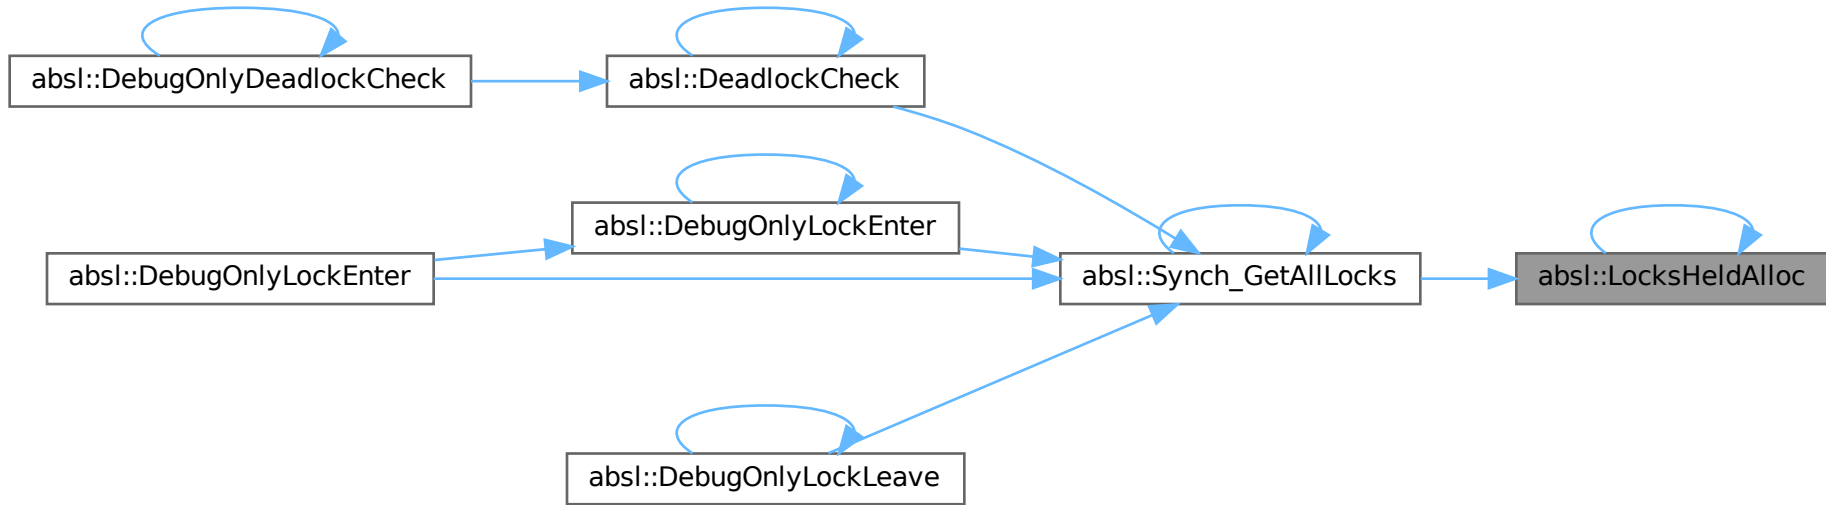 absl::DebugOnlyDeadlockCheck
absl::DeadlockCheck
absl::DebugOnlyLockEnter
absl::DebugOnlyLockEnter
absl::Synch_GetAllLocks
absl::LocksHeldAlloc
absl::DebugOnlyLockLeave